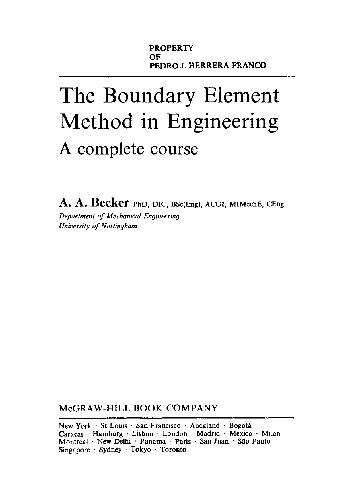 PROPERTY
OF
PEDRO J. HERRERA FRANCO
The Boundary Element
Method in Engineering
A complete course
A. A. Becker PhD, DIC, BSc(Eng), ACGI, MIMechE, CEng
Department of Mechanical Engineering
University of Nottingham
McGRAW-HILL BOOK COMPANY
New York · St Louis · San Francisco · Auckland · Bogotá
Caracas · Hamburg · Lisbon · London · Madrid · Mexico · Milan
Montreal · New Delhi · Panama · Paris · San Juan · São Paulo
Singapore · Sydney · Tokyo · Toronto